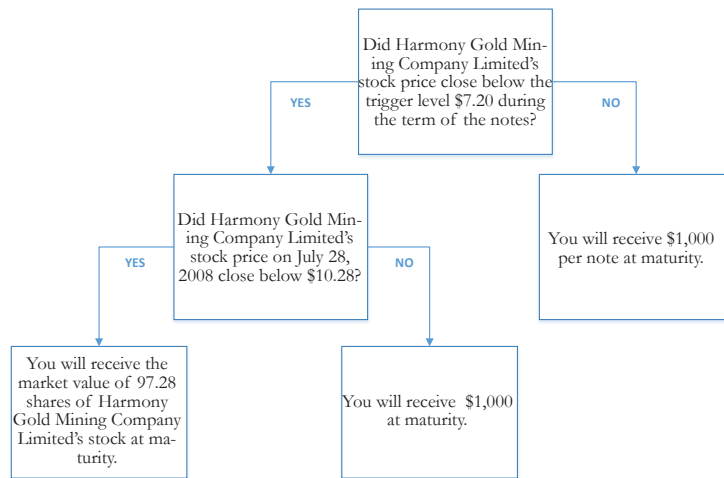 Did Harmony Gold Min-
ing Company Limited's
stock price close below the
trigger level $7.20 during
the term of the notes?
YES
NO
Did Harmony Gold Min-
ing Company Limited's
stock price on July 28,
2008 close below $10.28?
You will receive $1,000
per note at maturity.
YES
NO
You will receive the
market value of 97.28
shares of Harmony
Gold Mining Company
Limited's stock at ma-
turity.
You will receive $1,000
at maturity.